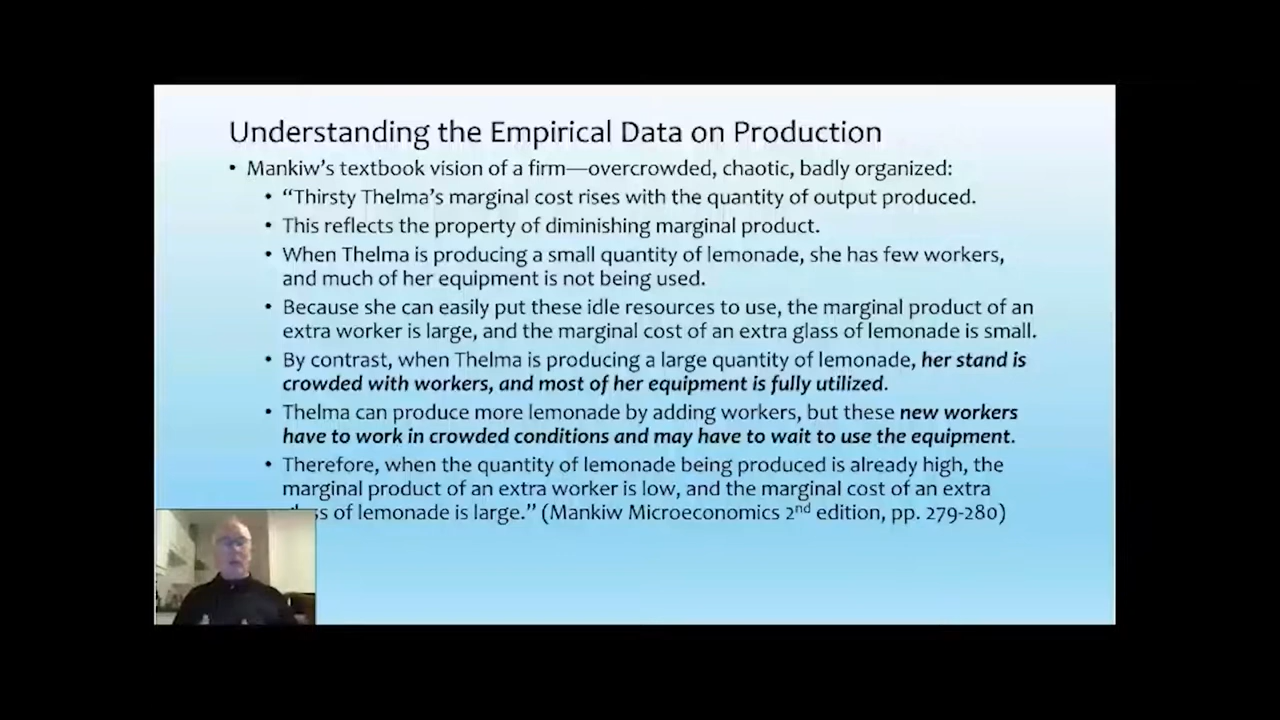 Understanding the Empirical Data on Production
• Mankiw's textbook vision of a firm—overcrowded, chaotic, badly organized:
• “Thirsty Thelma's marginal cost rises with the quantity of output produced.
• This reflects the property of diminishing marginal product.
• When Thelma is producing a small quantity of lemonade, she has few workers,
and much of her equipment is not being used.
• Because she can easily put these idle resources to use, the marginal product of an
extra worker is large, and the marginal cost of an extra glass of lemonade is small.
• By contrast, when Thelma is producing a large quantity of lemonade, her stand is
crowded with workers, and most of her equipment is fully utilized.
• Thelma can produce more lemonade by adding workers, but these new workers
have to work in crowded conditions and may have to wait to use the equipment.
• Therefore, when the quantity of lemonade being produced is already high, the
marginal product of an extra worker is low, and the marginal cost of an extra
of lemonade is large.” (Mankiw Microeconomics 2nd edition, pp. 279-280)